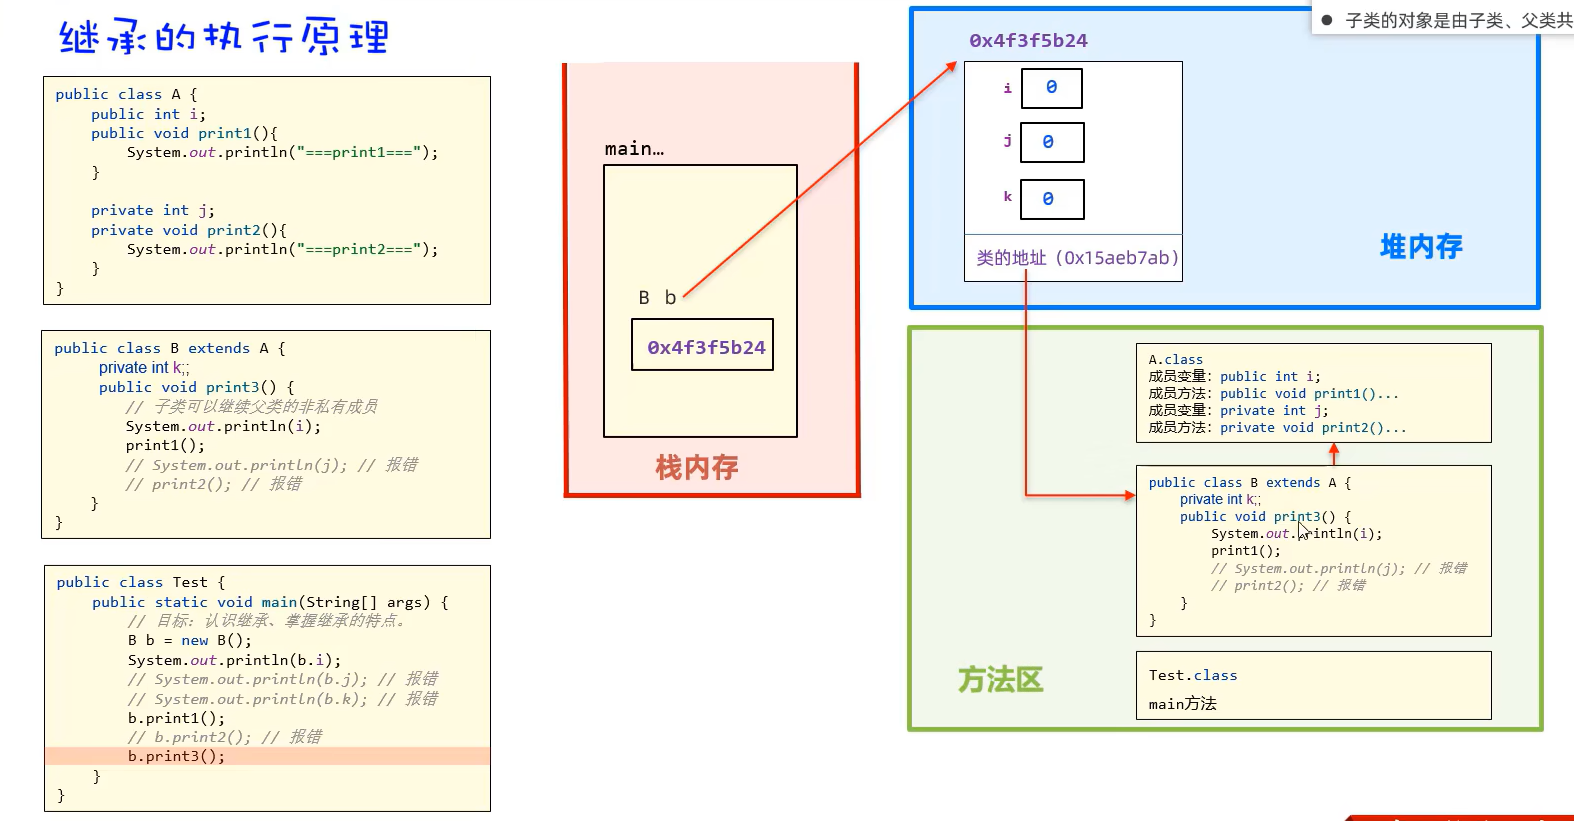 继承的执行原理
public class A {
public int i;
public void print1(){
System.out.println("===print1===");
}
private int j;
private void print2(){
System.out.println("===print2===");
}
}
public class B extends A {
private int k;;
public void print3() {
// 子类可以继续父类的非私有成员
System.out.println(i);
print1();
// System.out.println(j); // 报错
// print2(); // 报错
}
}
public class Test {
public static void main(String[] args) {
// 目标：认识继承、掌握继承的特点。
B b = new B();
System.out.println(b.i);
// System.out.println(b.j); // 报错
// System.out.println(b.k); // 报错
b.print1();
// b.print2(); // 报错
b.print3();
}
}
main…
B b
0x4f3f5b24
栈内存
● 子类的对象是由子类、父类共
0x4f3f5b24
i 0
j 0
k 0
类的地址（0x15aeb7ab）
堆内存
A.class
成员变量：public int i;
成员方法：public void print1()...
成员变量：private int j;
成员方法：private void print2()...
public class B extends A {
private int k;;
public void print3() {
System.out.println(i);
print1();
// System.out.println(j); // 报错
// print2(); // 报错
}
}
Test.class
main方法
方法区